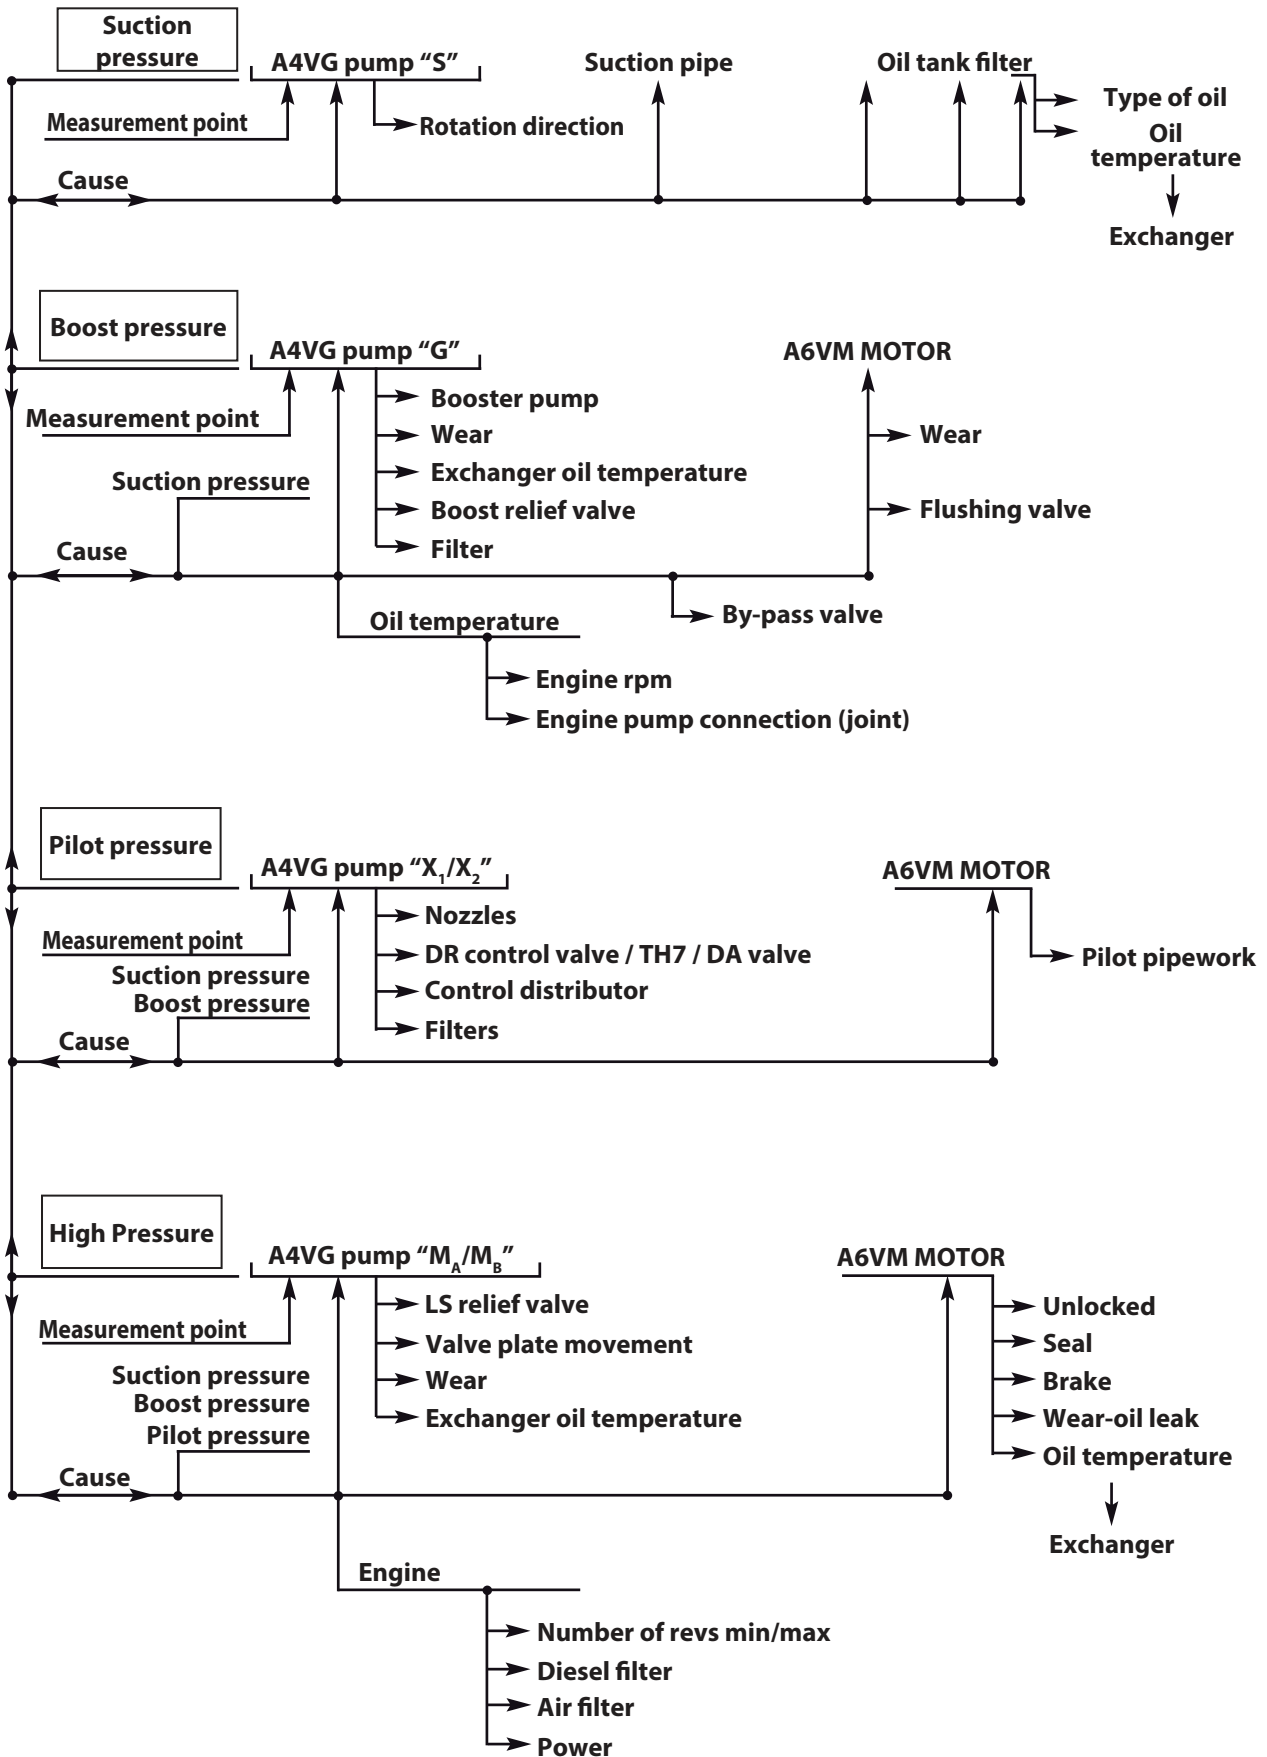 Suction
pressure
A4VG pump “S”
Suction pipe
Oil tank filter
Type of oil
Measurement point
Rotation direction
Oil
temperature
Cause
Exchanger
Boost pressure
A4VG pump “G”
A6VM MOTOR
Booster pump
Measurement point
Wear
Wear
Suction pressure
Exchanger oil temperature
Boost relief valve
Flushing valve
Cause
Filter
Oil temperature
By-pass valve
Engine rpm
Engine pump connection (joint)
Pilot pressure
A4VG pump “X1/X2”
A6VM MOTOR
Nozzles
Measurement point
DR control valve / TH7 / DA valve
Pilot pipework
Suction pressure
Boost pressure
Control distributor
Filters
Cause
High Pressure
A4VG pump “MA/MB”
A6VM MOTOR
LS relief valve
Unlocked
Measurement point
Valve plate movement
Seal
Suction pressure
Boost pressure
Pilot pressure
Wear
Brake
Exchanger oil temperature
Wear-oil leak
Oil temperature
Cause
Exchanger
Engine
Number of revs min/max
Diesel filter
Air filter
Power